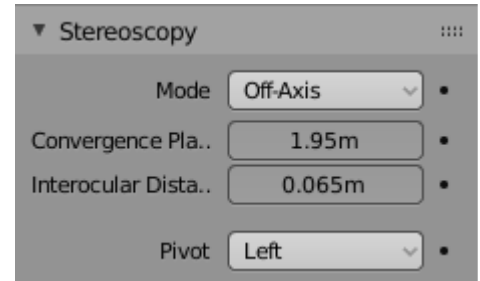 Stereoscopy
Mode Off-Axis
Convergence Pla.. 1.95m
Interocular Dista.. 0.065m
Pivot Left